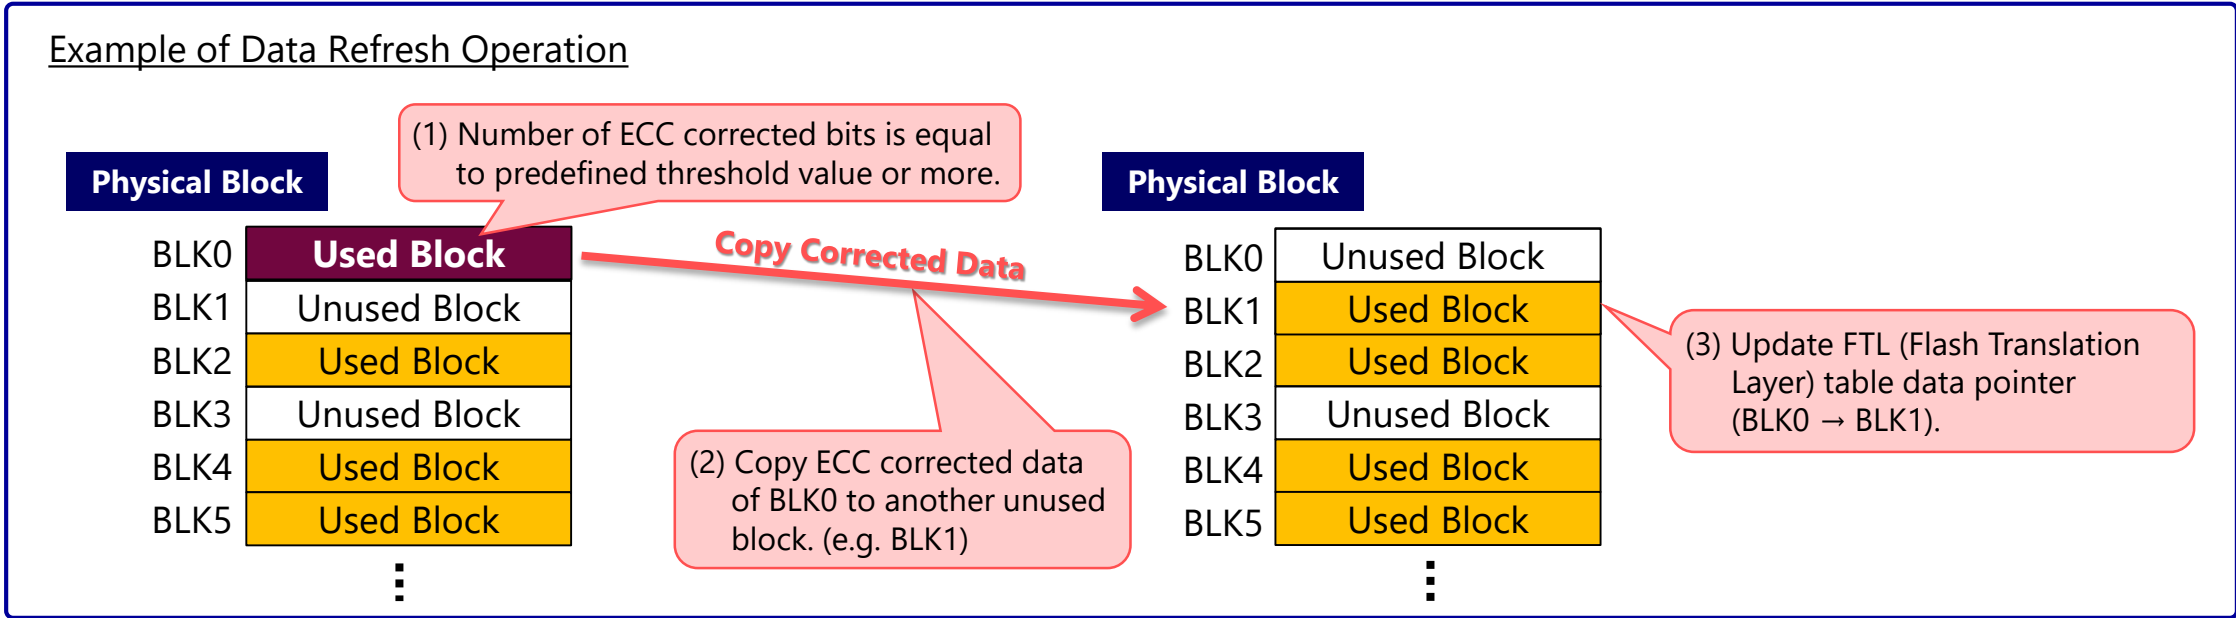 Example of Data Refresh Operation
(1) Number of ECC corrected bits is equal
to predefined threshold value or more.
Physical Block
BLK0 Used Block
BLK1 Unused Block
BLK2 Used Block
BLK3 Unused Block
BLK4 Used Block
BLK5 Used Block
Copy Corrected Data
(2) Copy ECC corrected data
of BLK0 to another unused
block. (e.g. BLK1)
Physical Block
BLK0 Unused Block
BLK1 Used Block
BLK2 Used Block
BLK3 Unused Block
BLK4 Used Block
BLK5 Used Block
(3) Update FTL (Flash Translation
Layer) table data pointer
(BLK0 → BLK1).